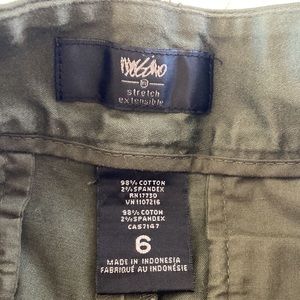 mossimo
stretch
extensible
98% COTTON
2% SPANDEX
RN17730
VN1107216
98% COTON
2% SPANDEX
CA57147
6
MADE IN INDONESIA
FABRIQUÉ AU INDONÉSIE